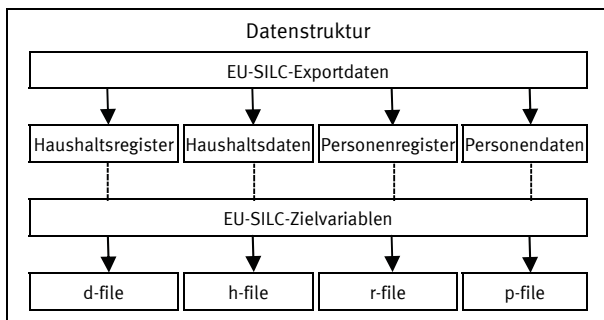 Datenstruktur
EU-SILC-Exportdaten
Haushaltsregister Haushaltsdaten Personenregister Personendaten
EU-SILC-Zielvariablen
d-file h-file r-file p-file